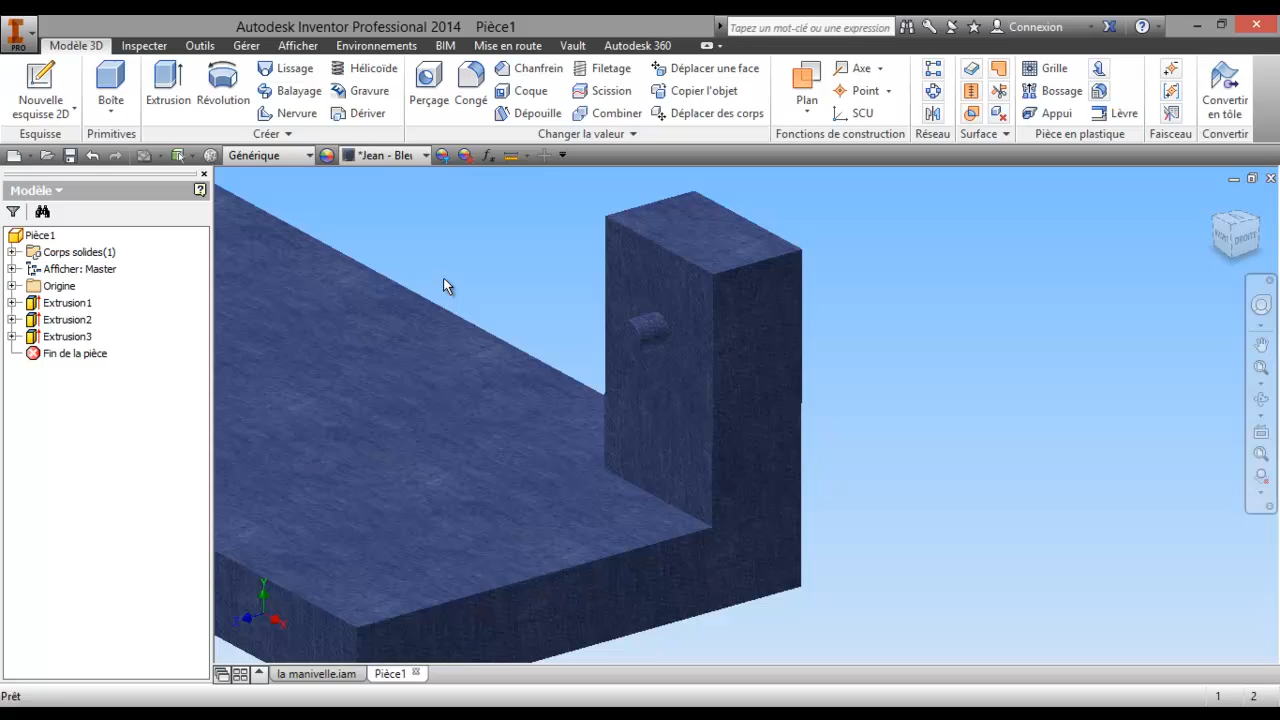 Autodesk Inventor Professional 2014 Pièce1
Tapez un mot-clé ou une expression
Connexion
PRO
Modèle 3D Inspecter Outils Gérer Afficher Environnements BIM Mise en route Vault Autodesk 360
Nouvelle
esquisse 2D
Esquisse
Boîte
Primitives
Extrusion
Révolution
Lissage
Balayage
Nervure
Hélicoïde
Gravure
Dériver
Créer
Perçage
Congé
Chanfrein
Coque
Dépouille
Filetage
Scission
Combiner
Déplacer une face
Copier l'objet
Déplacer des corps
Changer la valeur
Plan
Axe
Point
SCU
Fonctions de construction
Réseau
Surface
Grille
Bossage
Appui
Lèvre
Pièce en plastique
Faisceau
Convertir
en tôle
Convertir
Générique
*Jean - Bleu
fx
Modèle
Pièce1
Corps solides(1)
Afficher: Master
Origine
Extrusion1
Extrusion2
Extrusion3
Fin de la pièce
DROITE
Y
Z
X
la manivelle.iam
Pièce1
Prêt
1 2